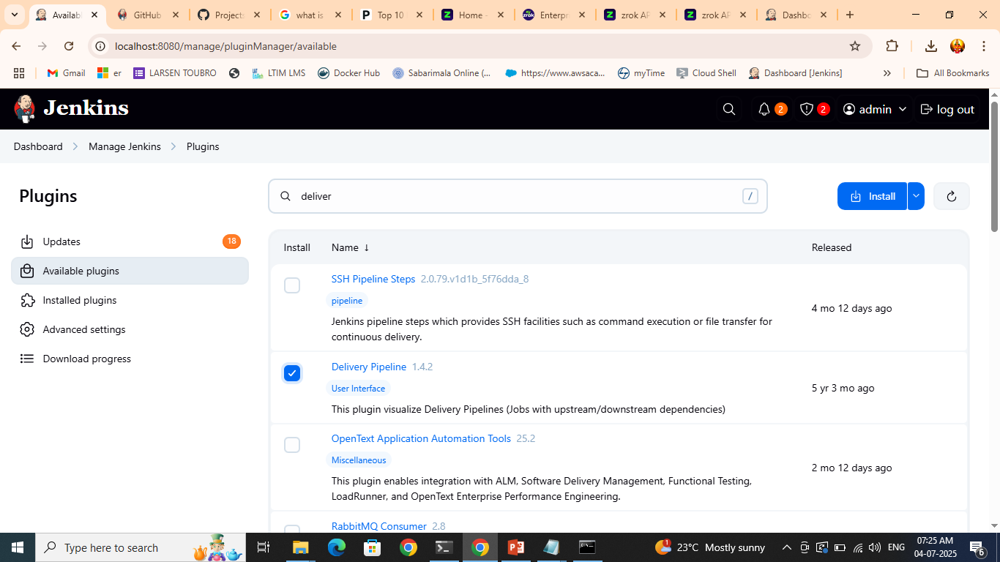 Availab
GitHub
Projects
what is
Top 10
Home -
Enterpr
zrok AP
zrok AP
Dashbo
localhost:8080/manage/pluginManager/available
Gmail
er
LARSEN TOUBRO
LTIM LMS
Docker Hub
Sabarimala Online (...
https://www.awsaca...
myTime
Cloud Shell
Dashboard [Jenkins]
All Bookmarks
Jenkins
2
2
admin
log out
Dashboard
Manage Jenkins
Plugins
Plugins
deliver
/
Install
Updates
18
Available plugins
Installed plugins
Advanced settings
Download progress
Install
Name ↓
Released
SSH Pipeline Steps 2.0.79.v1d1b_5f76dda_8
pipeline
Jenkins pipeline steps which provides SSH facilities such as command execution or file transfer for
continuous delivery.
4 mo 12 days ago
Delivery Pipeline 1.4.2
User Interface
This plugin visualize Delivery Pipelines (Jobs with upstream/downstream dependencies)
5 yr 3 mo ago
OpenText Application Automation Tools 25.2
Miscellaneous
This plugin enables integration with ALM, Software Delivery Management, Functional Testing,
LoadRunner, and OpenText Enterprise Performance Engineering.
2 mo 12 days ago
RabbitMQ Consumer 2.8
Type here to search
1
23°C Mostly sunny
ENG
07:25 AM
04-07-2025
6